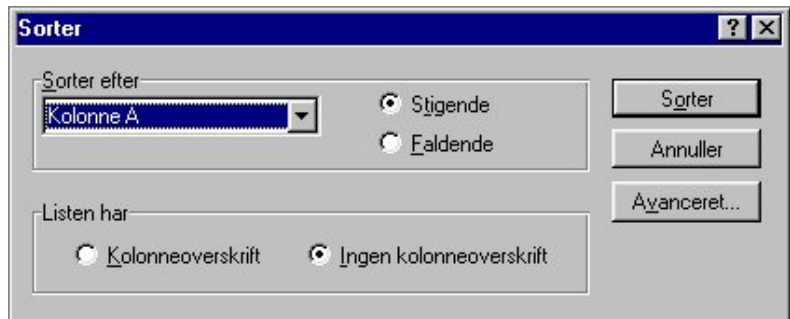 Sorter
Sorter efter
Kolonne A
Stigende
Faldende
Sorter
Annuller
Avanceret...
Listen har
Kolonneoverskrift
Ingen kolonneoverskrift